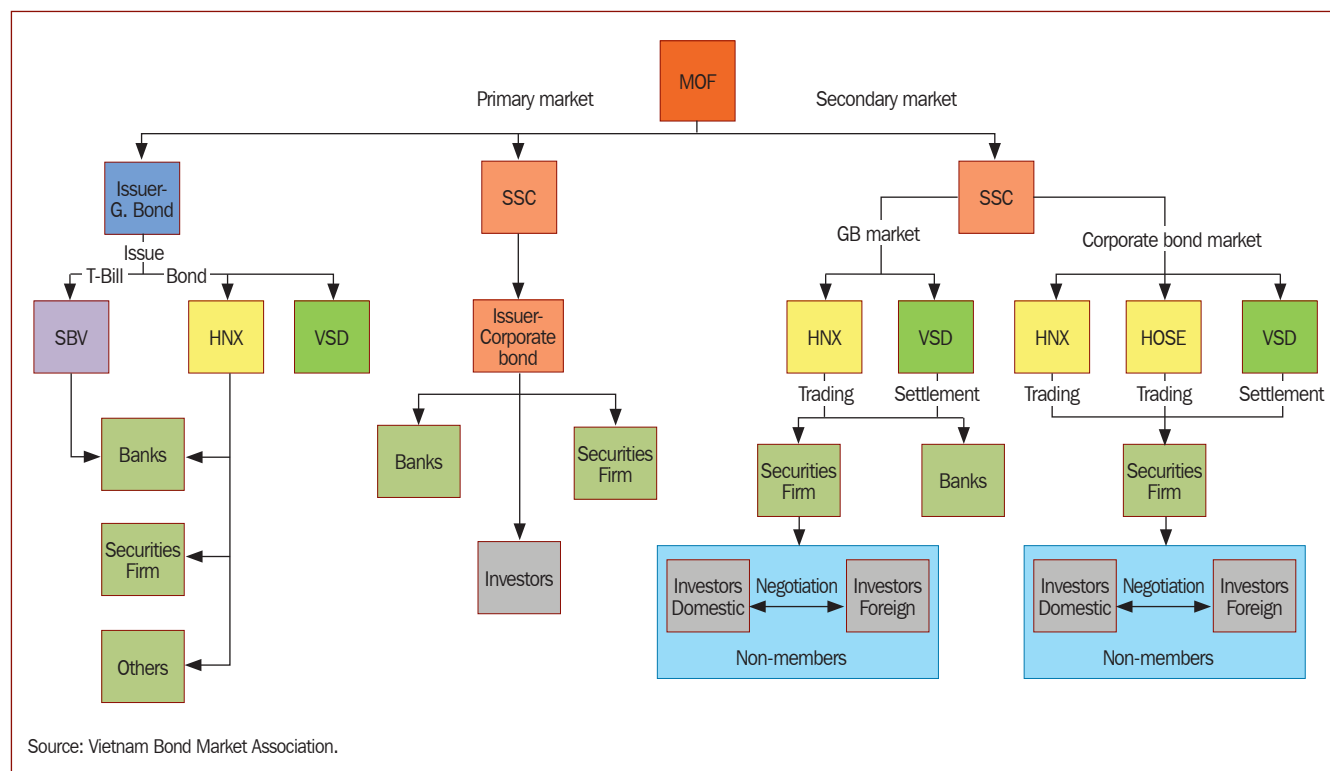 MOF
Primary market
Secondary market
Issuer-
G. Bond
SSC
SSC
Issue
T-Bill
Bond
GB market
Corporate bond market
SBV
HNX
VSD
Issuer-
Corporate
bond
HNX
VSD
HNX
HOSE
VSD
Trading
Settlement
Trading
Trading
Settlement
Banks
Banks
Securities
Firm
Securities
Firm
Banks
Securities
Firm
Securities
Firm
Investors
Investors
Domestic
Negotiation
Investors
Foreign
Non-members
Investors
Domestic
Negotiation
Investors
Foreign
Non-members
Others
Source: Vietnam Bond Market Association.